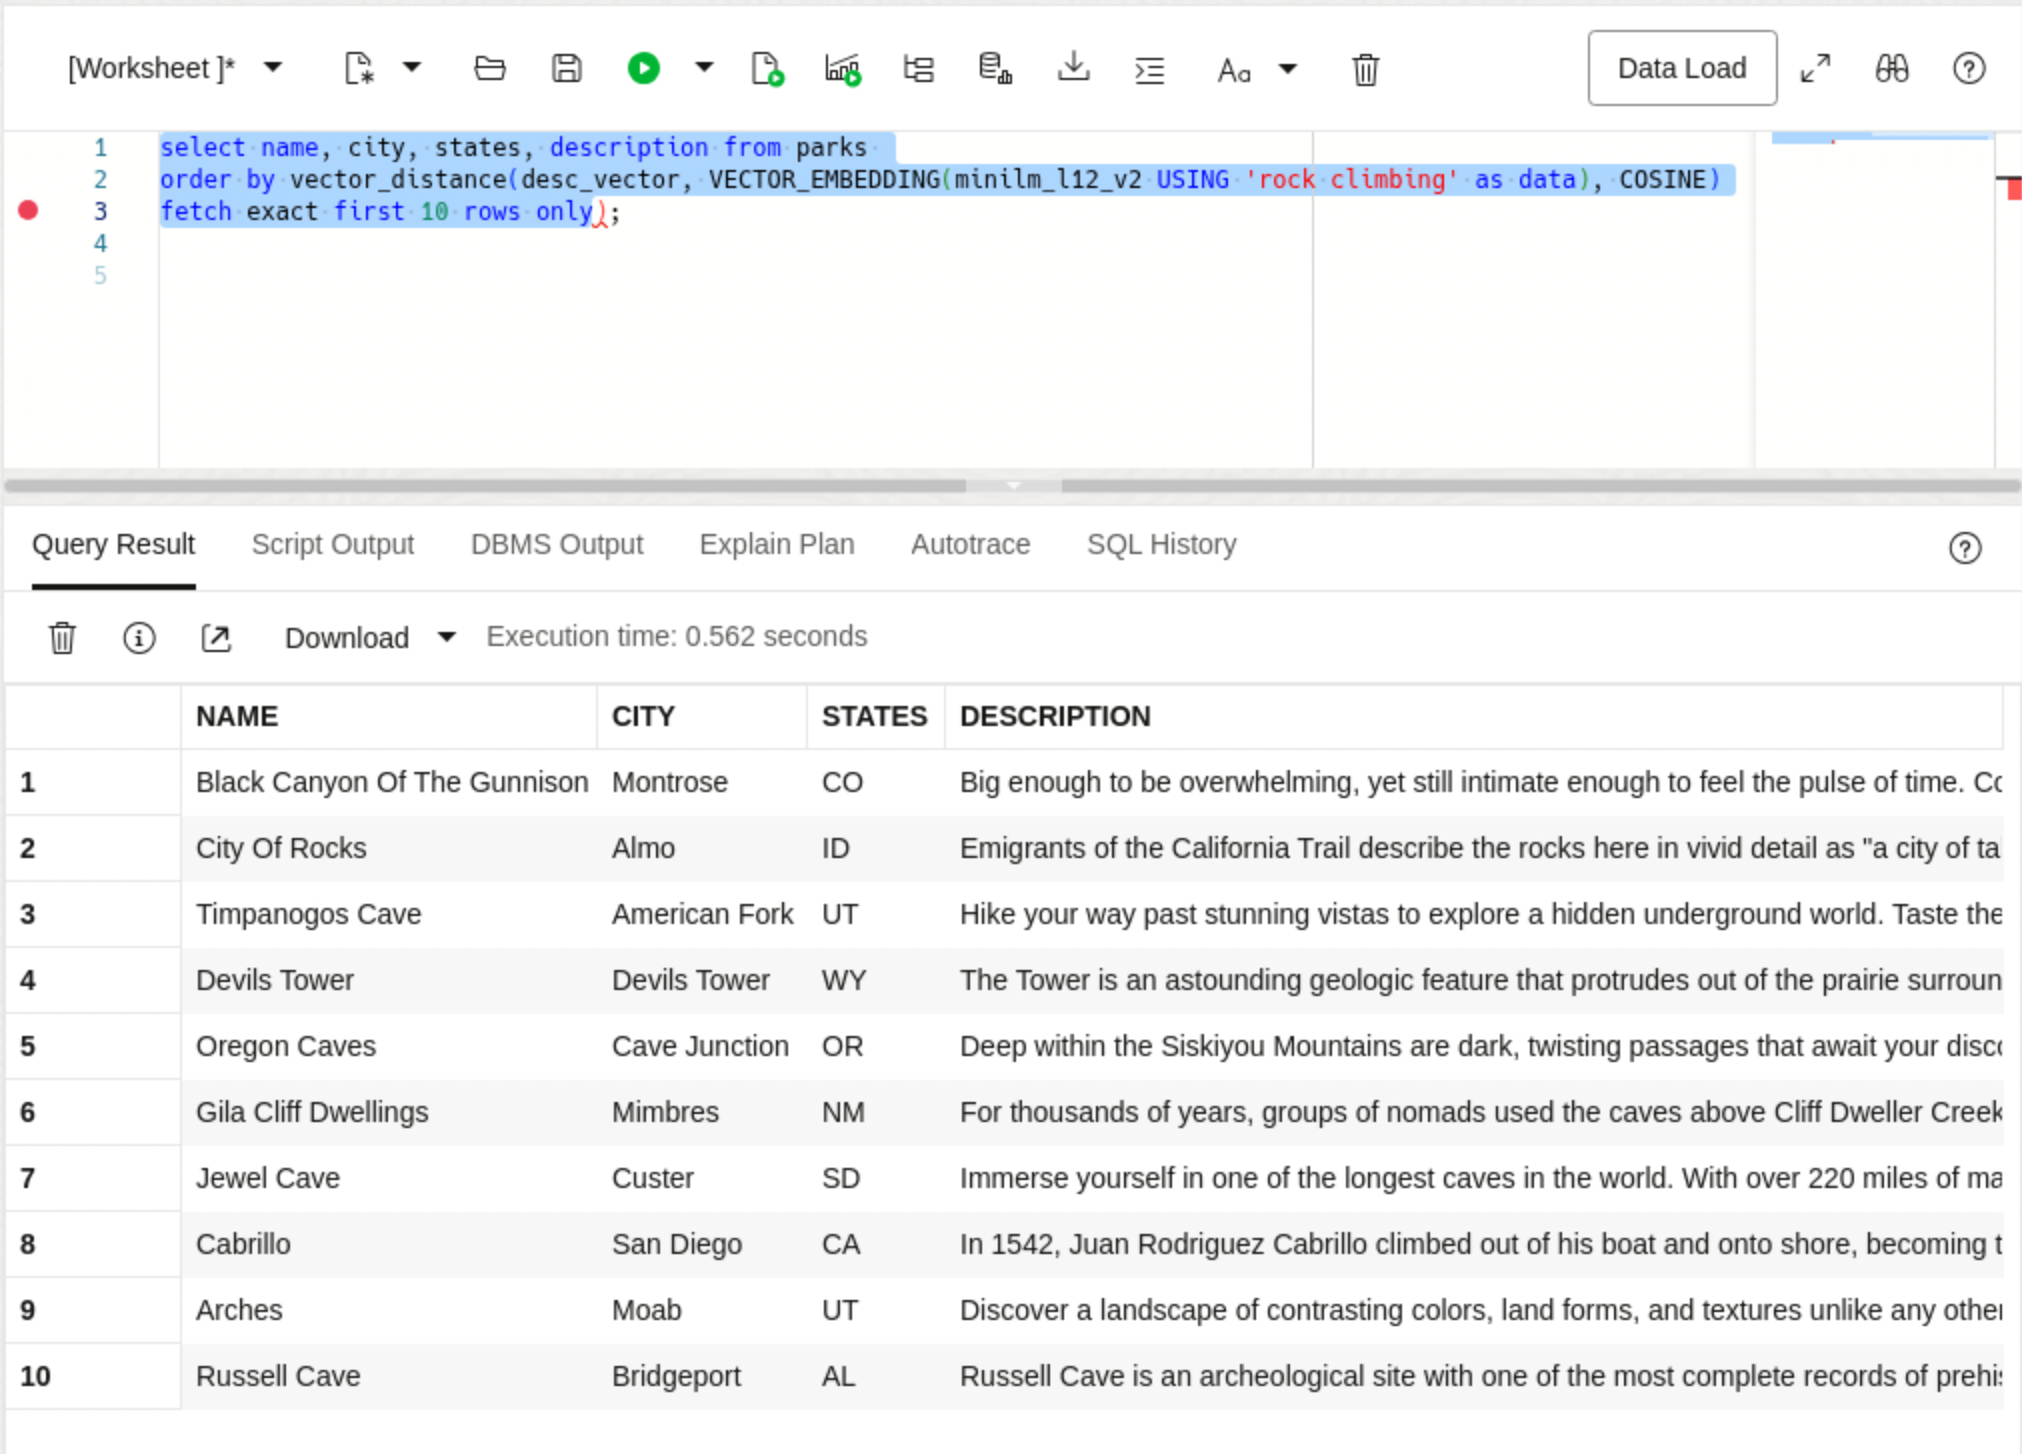 [Worksheet ]* Aa Data Load
1 select name, city, states, description from parks
2 order by vector_distance(desc_vector, VECTOR_EMBEDDING(minilm_l12_v2 USING 'rock climbing' as data), COSINE)
3 fetch exact first 10 rows only);
4
5
Query Result Script Output DBMS Output Explain Plan Autotrace SQL History
Download Execution time: 0.562 seconds
NAME CITY STATES DESCRIPTION
1 Black Canyon Of The Gunnison Montrose CO Big enough to be overwhelming, yet still intimate enough to feel the pulse of time.
2 City Of Rocks Almo ID Emigrants of the California Trail describe the rocks here in vivid detail as "a city of
3 Timpanogos Cave American Fork UT Hike your way past stunning vistas to explore a hidden underground world. Taste the
4 Devils Tower Devils Tower WY The Tower is an astounding geologic feature that protrudes out of the prairie surroun
5 Oregon Caves Cave Junction OR Deep within the Siskiyou Mountains are dark, twisting passages that await your
6 Gila Cliff Dwellings Mimbres NM For thousands of years, groups of nomads used the caves above Cliff Dweller Creek
7 Jewel Cave Custer SD Immerse yourself in one of the longest caves in the world. With over 220 miles of ma
8 Cabrillo San Diego CA In 1542, Juan Rodriguez Cabrillo climbed out of his boat and onto shore, becoming t
9 Arches Moab UT Discover a landscape of contrasting colors, land forms, and textures unlike any other
10 Russell Cave Bridgeport AL Russell Cave is an archeological site with one of the most complete records of